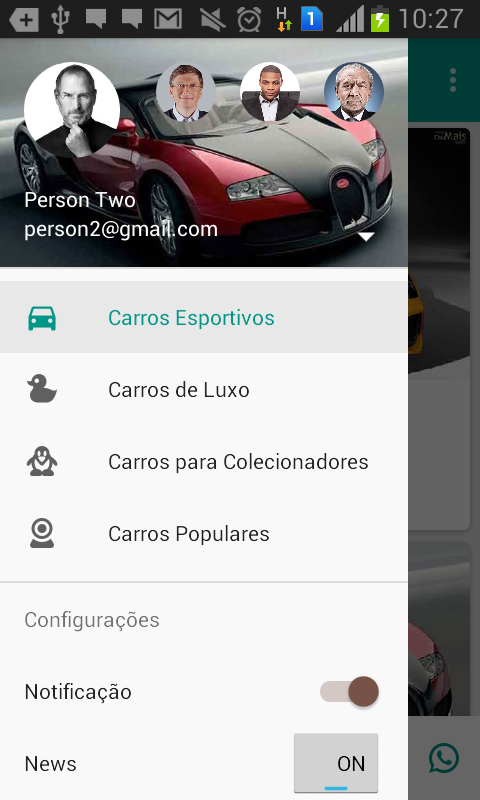 H
1
10:27
Mais
Person Two
person2@gmail.com
Carros Esportivos
Carros de Luxo
Carros para Colecionadores
Carros Populares
Configurações
Notificação
News
ON